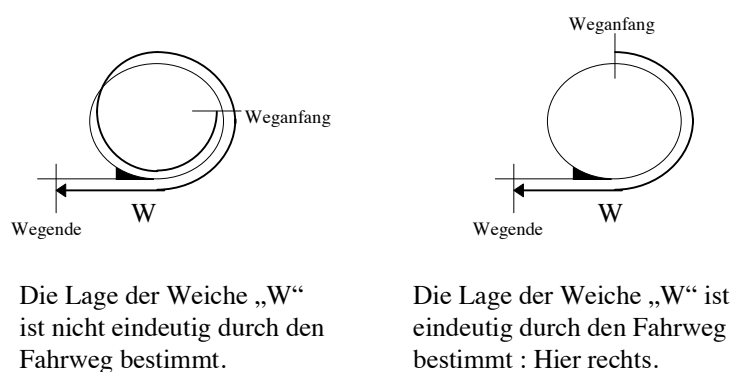 Weganfang
Wegende
W
Die Lage der Weiche „W“
ist nicht eindeutig durch den
Fahrweg bestimmt.
Weganfang
Wegende
W
Die Lage der Weiche „W“ ist
eindeutig durch den Fahrweg
bestimmt : Hier rechts.